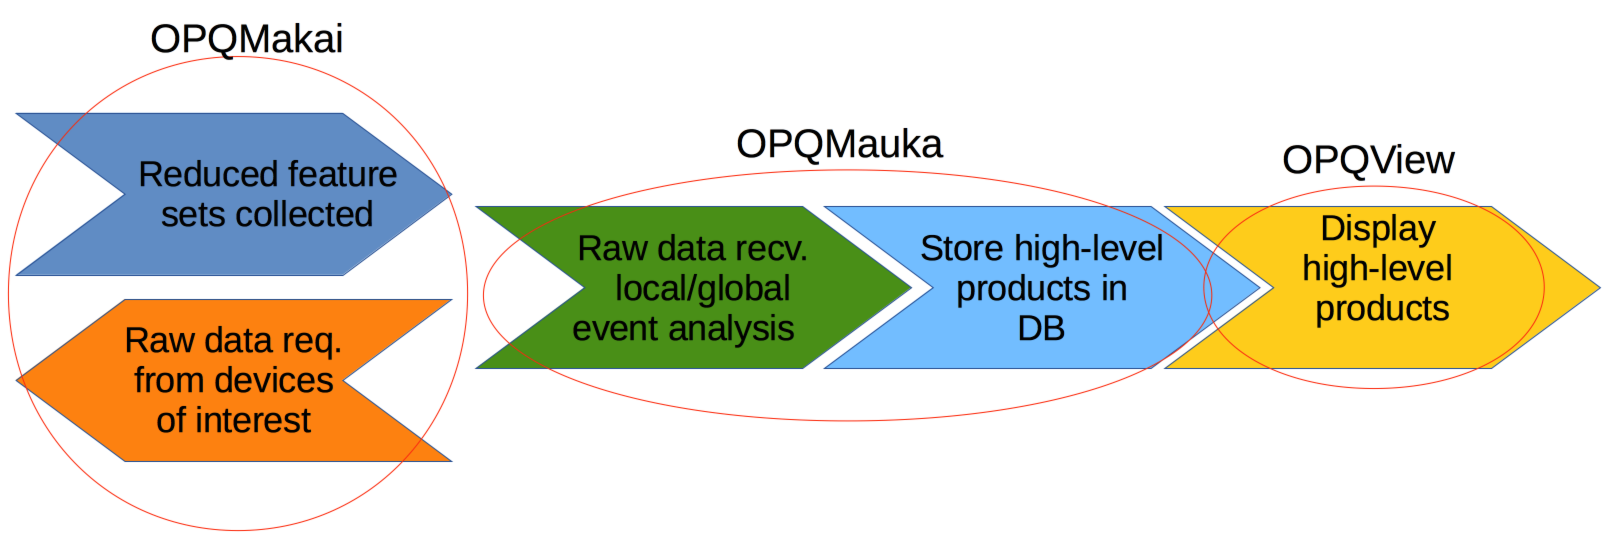 OPQMakai
Reduced feature
sets collected
Raw data req.
from devices
of interest
OPQMauka
Raw data recv.
local/global
event analysis
Store high-level
products in
DB
OPQView
Display
high-level
products